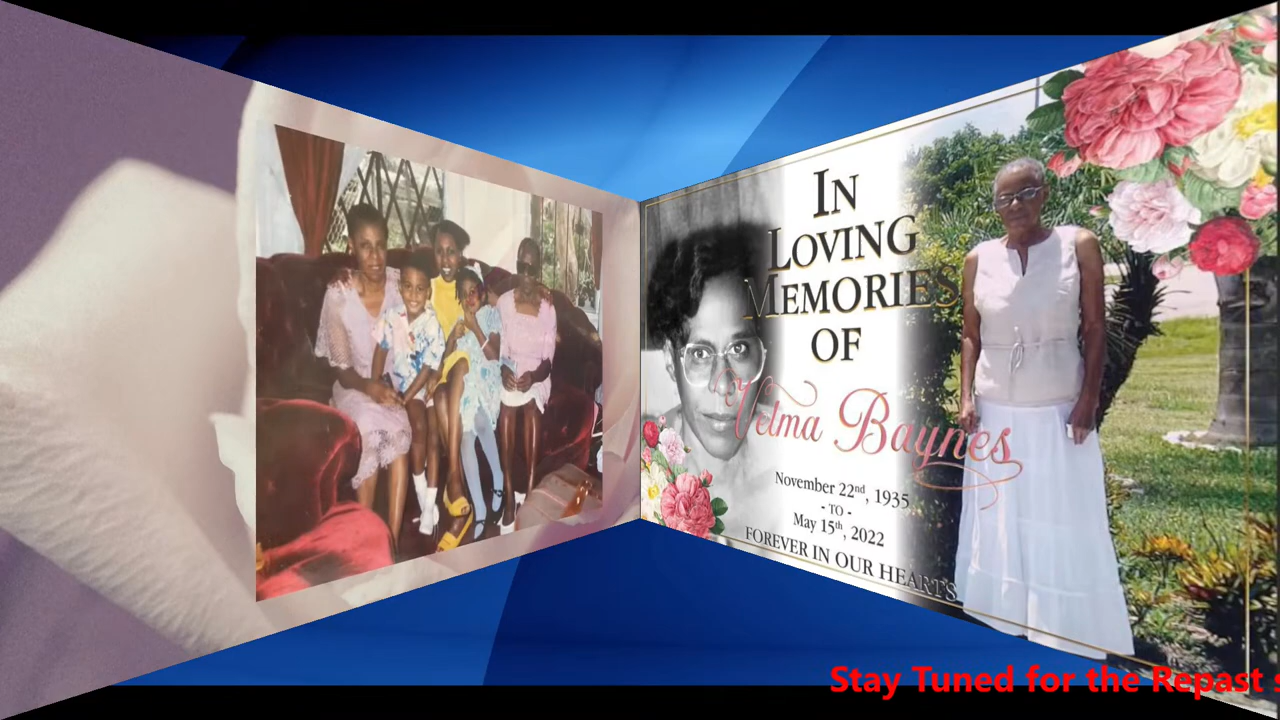 IN
LOVING
MEMORIES
OF
Velma Baynes
November 22nd, 1935
- TO -
May 15th, 2022
FOREVER IN OUR HEARTS
Stay Tuned for the Repast